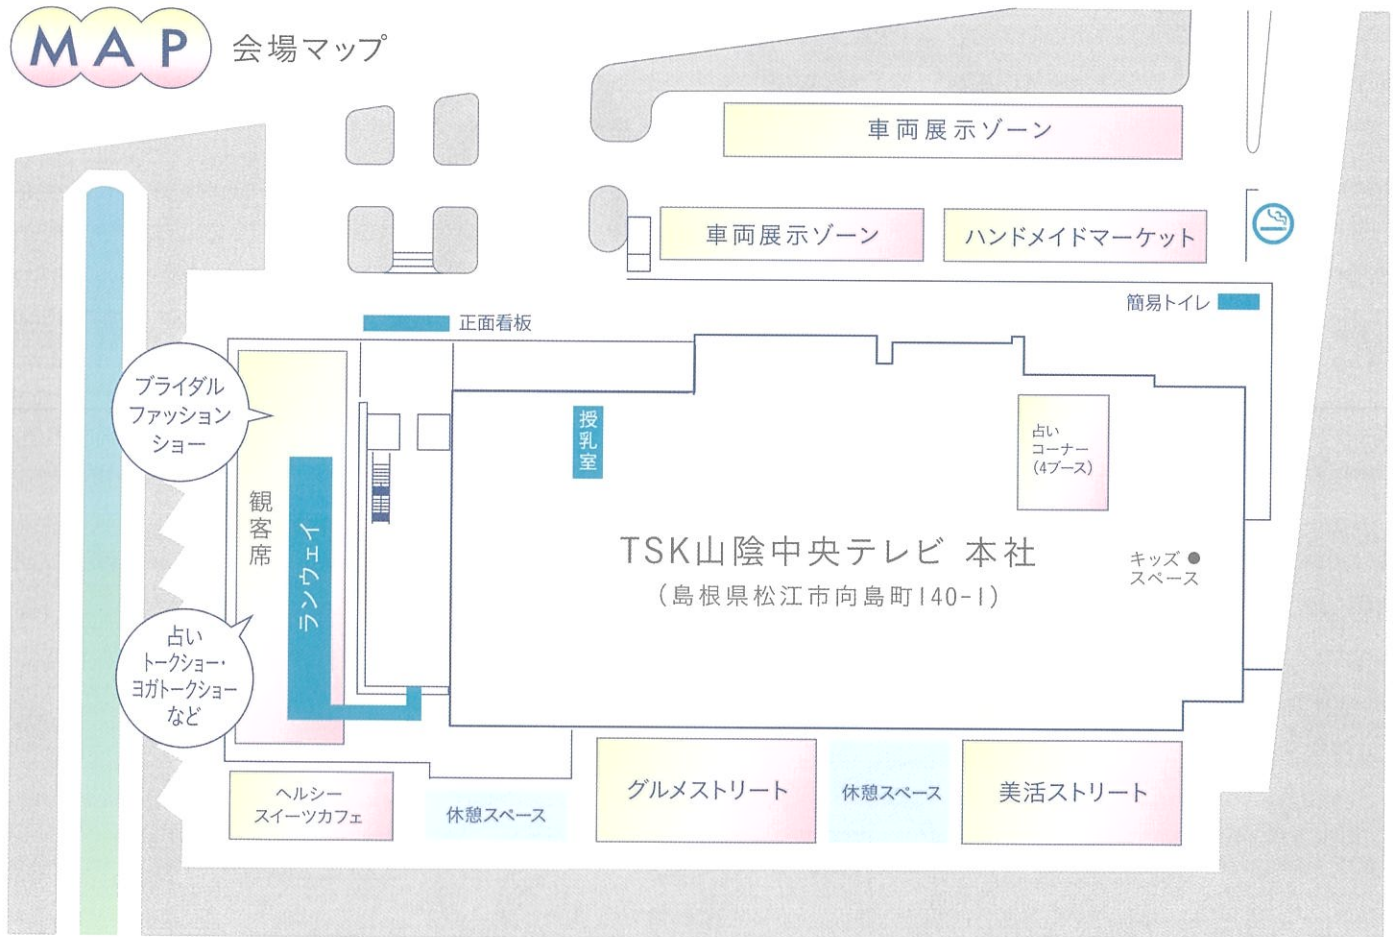 MAP 会場マップ
車両展示ゾーン
車両展示ゾーン
ハンドメイドマーケット
簡易トイレ
正面看板
ブライダル
ファッション
ショー
授乳室
占い
コーナー
(4ブース)
観客席
ランウェイ
TSK山陰中央テレビ 本社
(島根県松江市向島町140-1)
キッズ
スペース
占い
トークショー・
ヨガトークショー
など
ヘルシー
スイーツカフェ
休憩スペース
グルメストリート
休憩スペース
美活ストリート